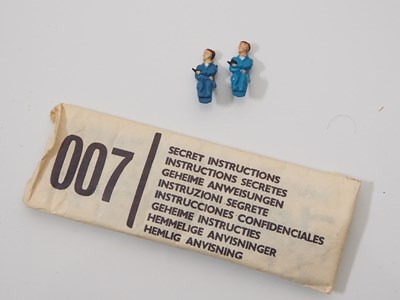 007
SECRET INSTRUCTIONS
INSTRUCTIONS SECRETES
GEHEIME ANWEISUNGEN
INSTRUZIONI SEGRETE
INSTRUCCIONES CONFIDENCIALES
GEHEIME INSTRUCTIES
HEMMELIGE ANVISNINGER
HEMLIG ANVISNING